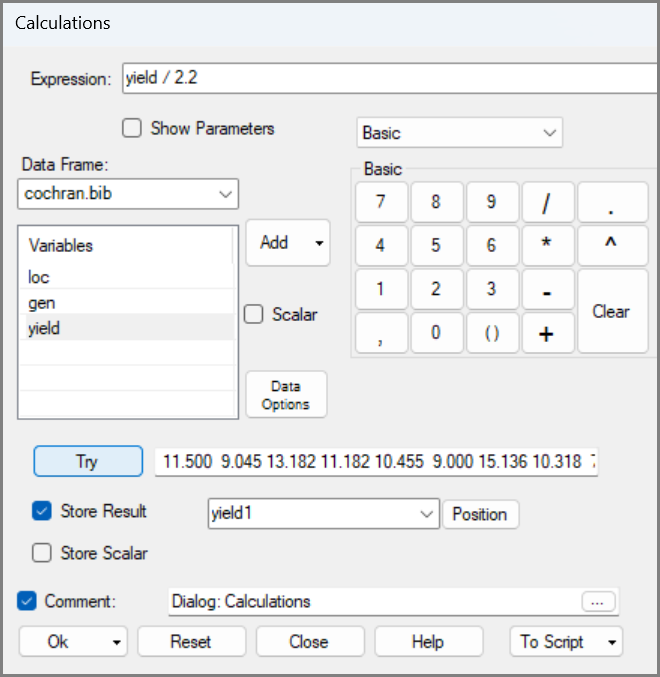 Calculations
Expression: yield / 2.2
Show Parameters
Basic
Data Frame:
cochran.bib
Variables
loc
gen
yield
Add
Scalar
Data
Options
Basic
7 8 9 / .
4 5 6 * ^
1 2 3 - Clear
, 0 ( ) +
Try 11.500 9.045 13.182 11.182 10.455 9.000 15.136 10.318
Store Result yield1 Position
Store Scalar
Comment: Dialog: Calculations ...
Ok Reset Close Help To Script